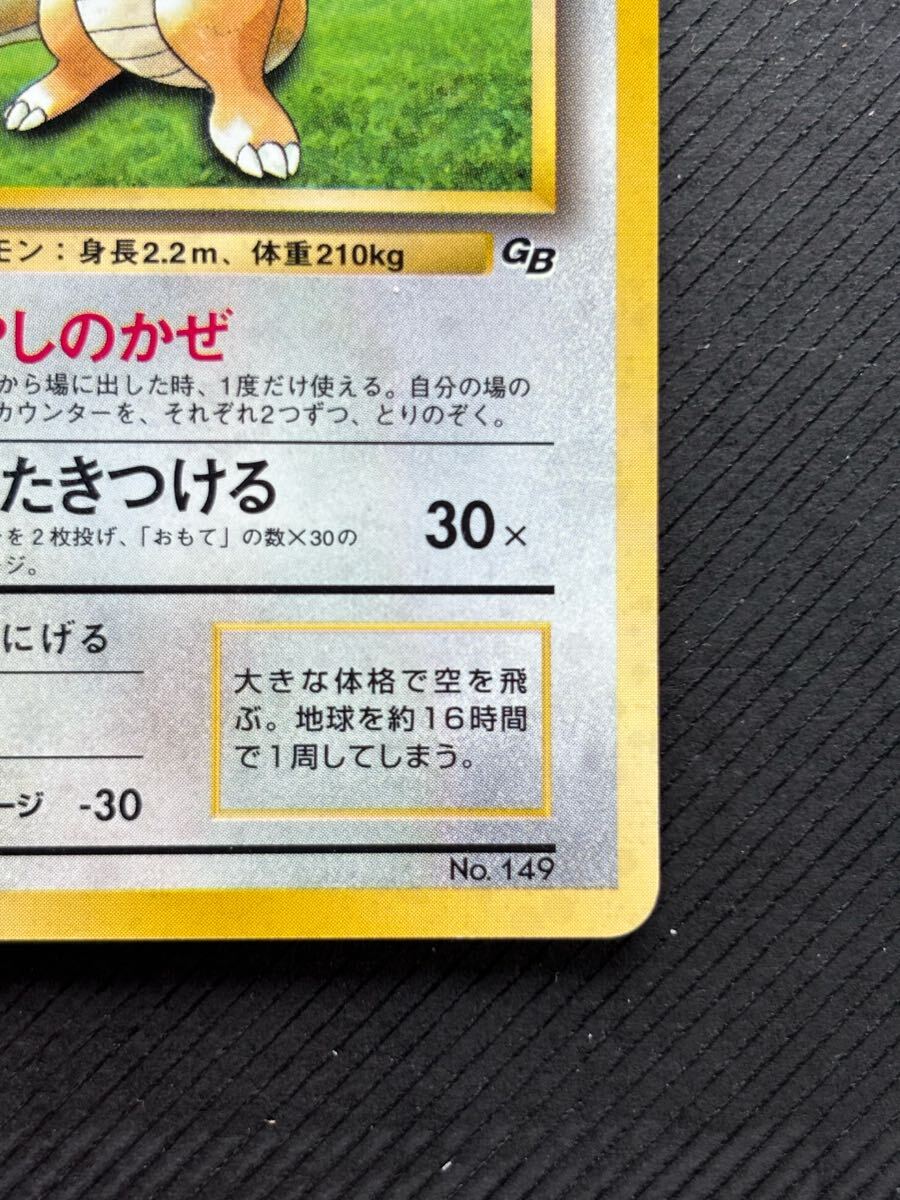 モン：身長2.2m、体重210kg
GB
しのかぜ
から場に出した時、1度だけ使える。自分の場の
カウンターを、それぞれ2つずつ、とりのぞく。
たきつける
を2枚投げ、「おもて」の数×30の
ージ。
30×
にげる
大きな体格で空を飛
ぶ。地球を約16時間
で1周してしまう。
ージ -30
No. 149